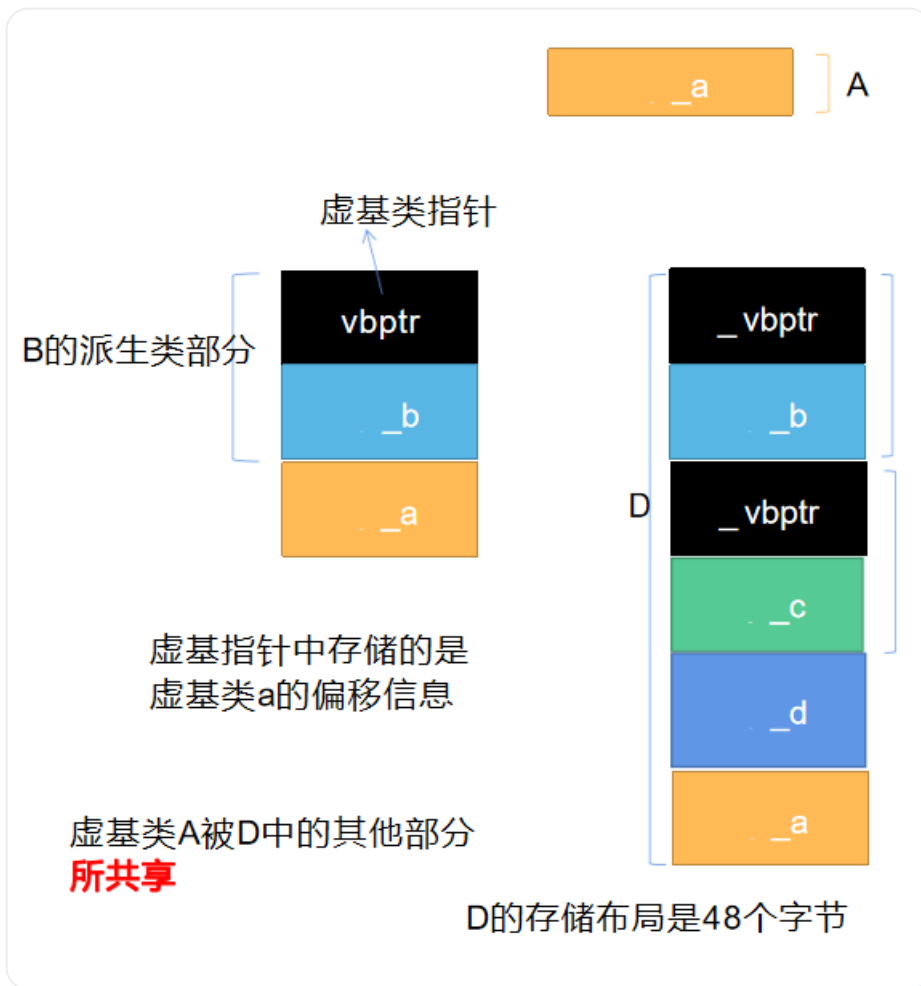 _a
A
虚基类指针
vbptr
B的派生类部分
_b
_a
_ vbptr
_b
_ vbptr
D
_c
_d
_a
虚基指针中存储的是
虚基类a的偏移信息
虚基类A被D中的其他部分
所共享
D的存储布局是48个字节